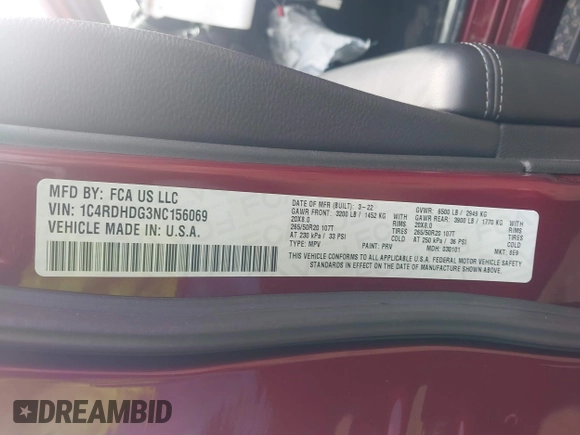 MFD BY: FCA US LLC
VIN: 1C4RDHDG3NC156069
VEHICLE MADE IN: U.S.A.
DATE OF MFR (BUILT): 3-22
GVWR: 6500 LB / 2948 KG
GAWR FRONT: 3200 LB / 1452 KG WITH
GAWR REAR: 3900 LB / 1770 KG WITH
20X8.0 RIMS
20X8.0 RIMS
265/50R20 107T TIRES
265/50R20 107T TIRES
AT 230 kPa / 33 PSI COLD
AT 250 kPa / 36 PSI COLD
TYPE: MPV PAINT: PRV MDH: 030101 MKT: BE9
THIS VEHICLE CONFORMS TO ALL APPLICABLE U.S.A. FEDERAL MOTOR VEHICLE SAFETY
STANDARDS IN EFFECT ON THE DATE OF MANUFACTURE SHOWN ABOVE.
DREAMBID